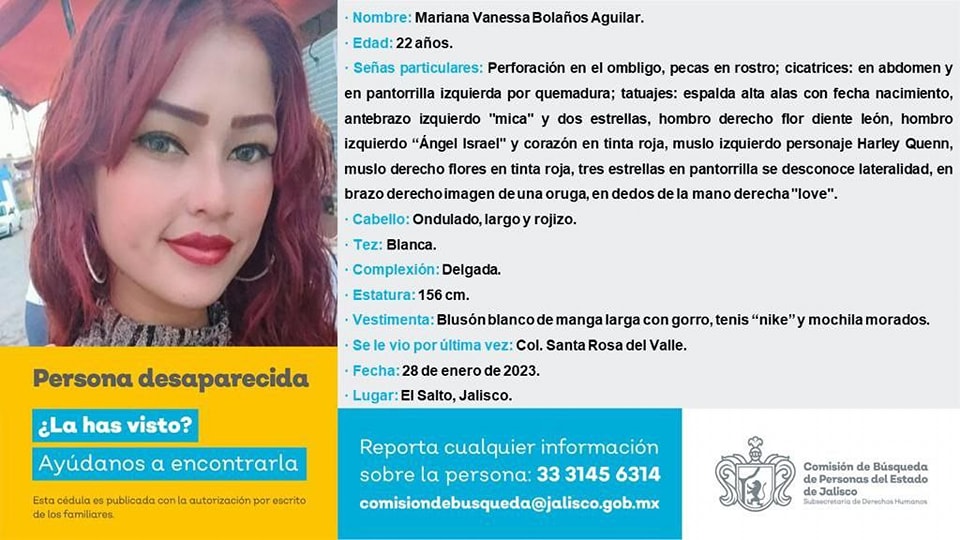 · Nombre: Mariana Vanessa Bolaños Aguilar.
· Edad: 22 años.
· Señas particulares: Perforación en el ombligo, pecas en rostro; cicatrices: en abdomen y
en pantorrilla izquierda por quemadura; tatuajes: espalda alta alas con fecha nacimiento,
antebrazo izquierdo "mica" y dos estrellas, hombro derecho flor diente león, hombro
izquierdo “Ángel Israel" y corazón en tinta roja, muslo izquierdo personaje Harley Quenn,
muslo derecho flores en tinta roja, tres estrellas en pantorrilla se desconoce lateralidad, en
brazo derecho imagen de una oruga, en dedos de la mano derecha "love".
· Cabello: Ondulado, largo y rojizo.
· Tez: Blanca.
· Complexión: Delgada.
· Estatura: 156 cm.
· Vestimenta: Blusón blanco de manga larga con gorro, tenis “nike” y mochila morados.
· Se le vio por última vez: Col. Santa Rosa del Valle.
· Fecha: 28 de enero de 2023.
· Lugar: El Salto, Jalisco.
Persona desaparecida
¿La has visto?
Ayúdanos a encontrarla
Esta cédula es publicada con la autorización por escrito
de los familiares.
Reporta cualquier información
sobre la persona: 33 3145 6314
comisiondebusqueda@jalisco.gob.mx
Comisión de Búsqueda
de Personas del Estado
de Jalisco
Subsecretaría de Derechos Humanos